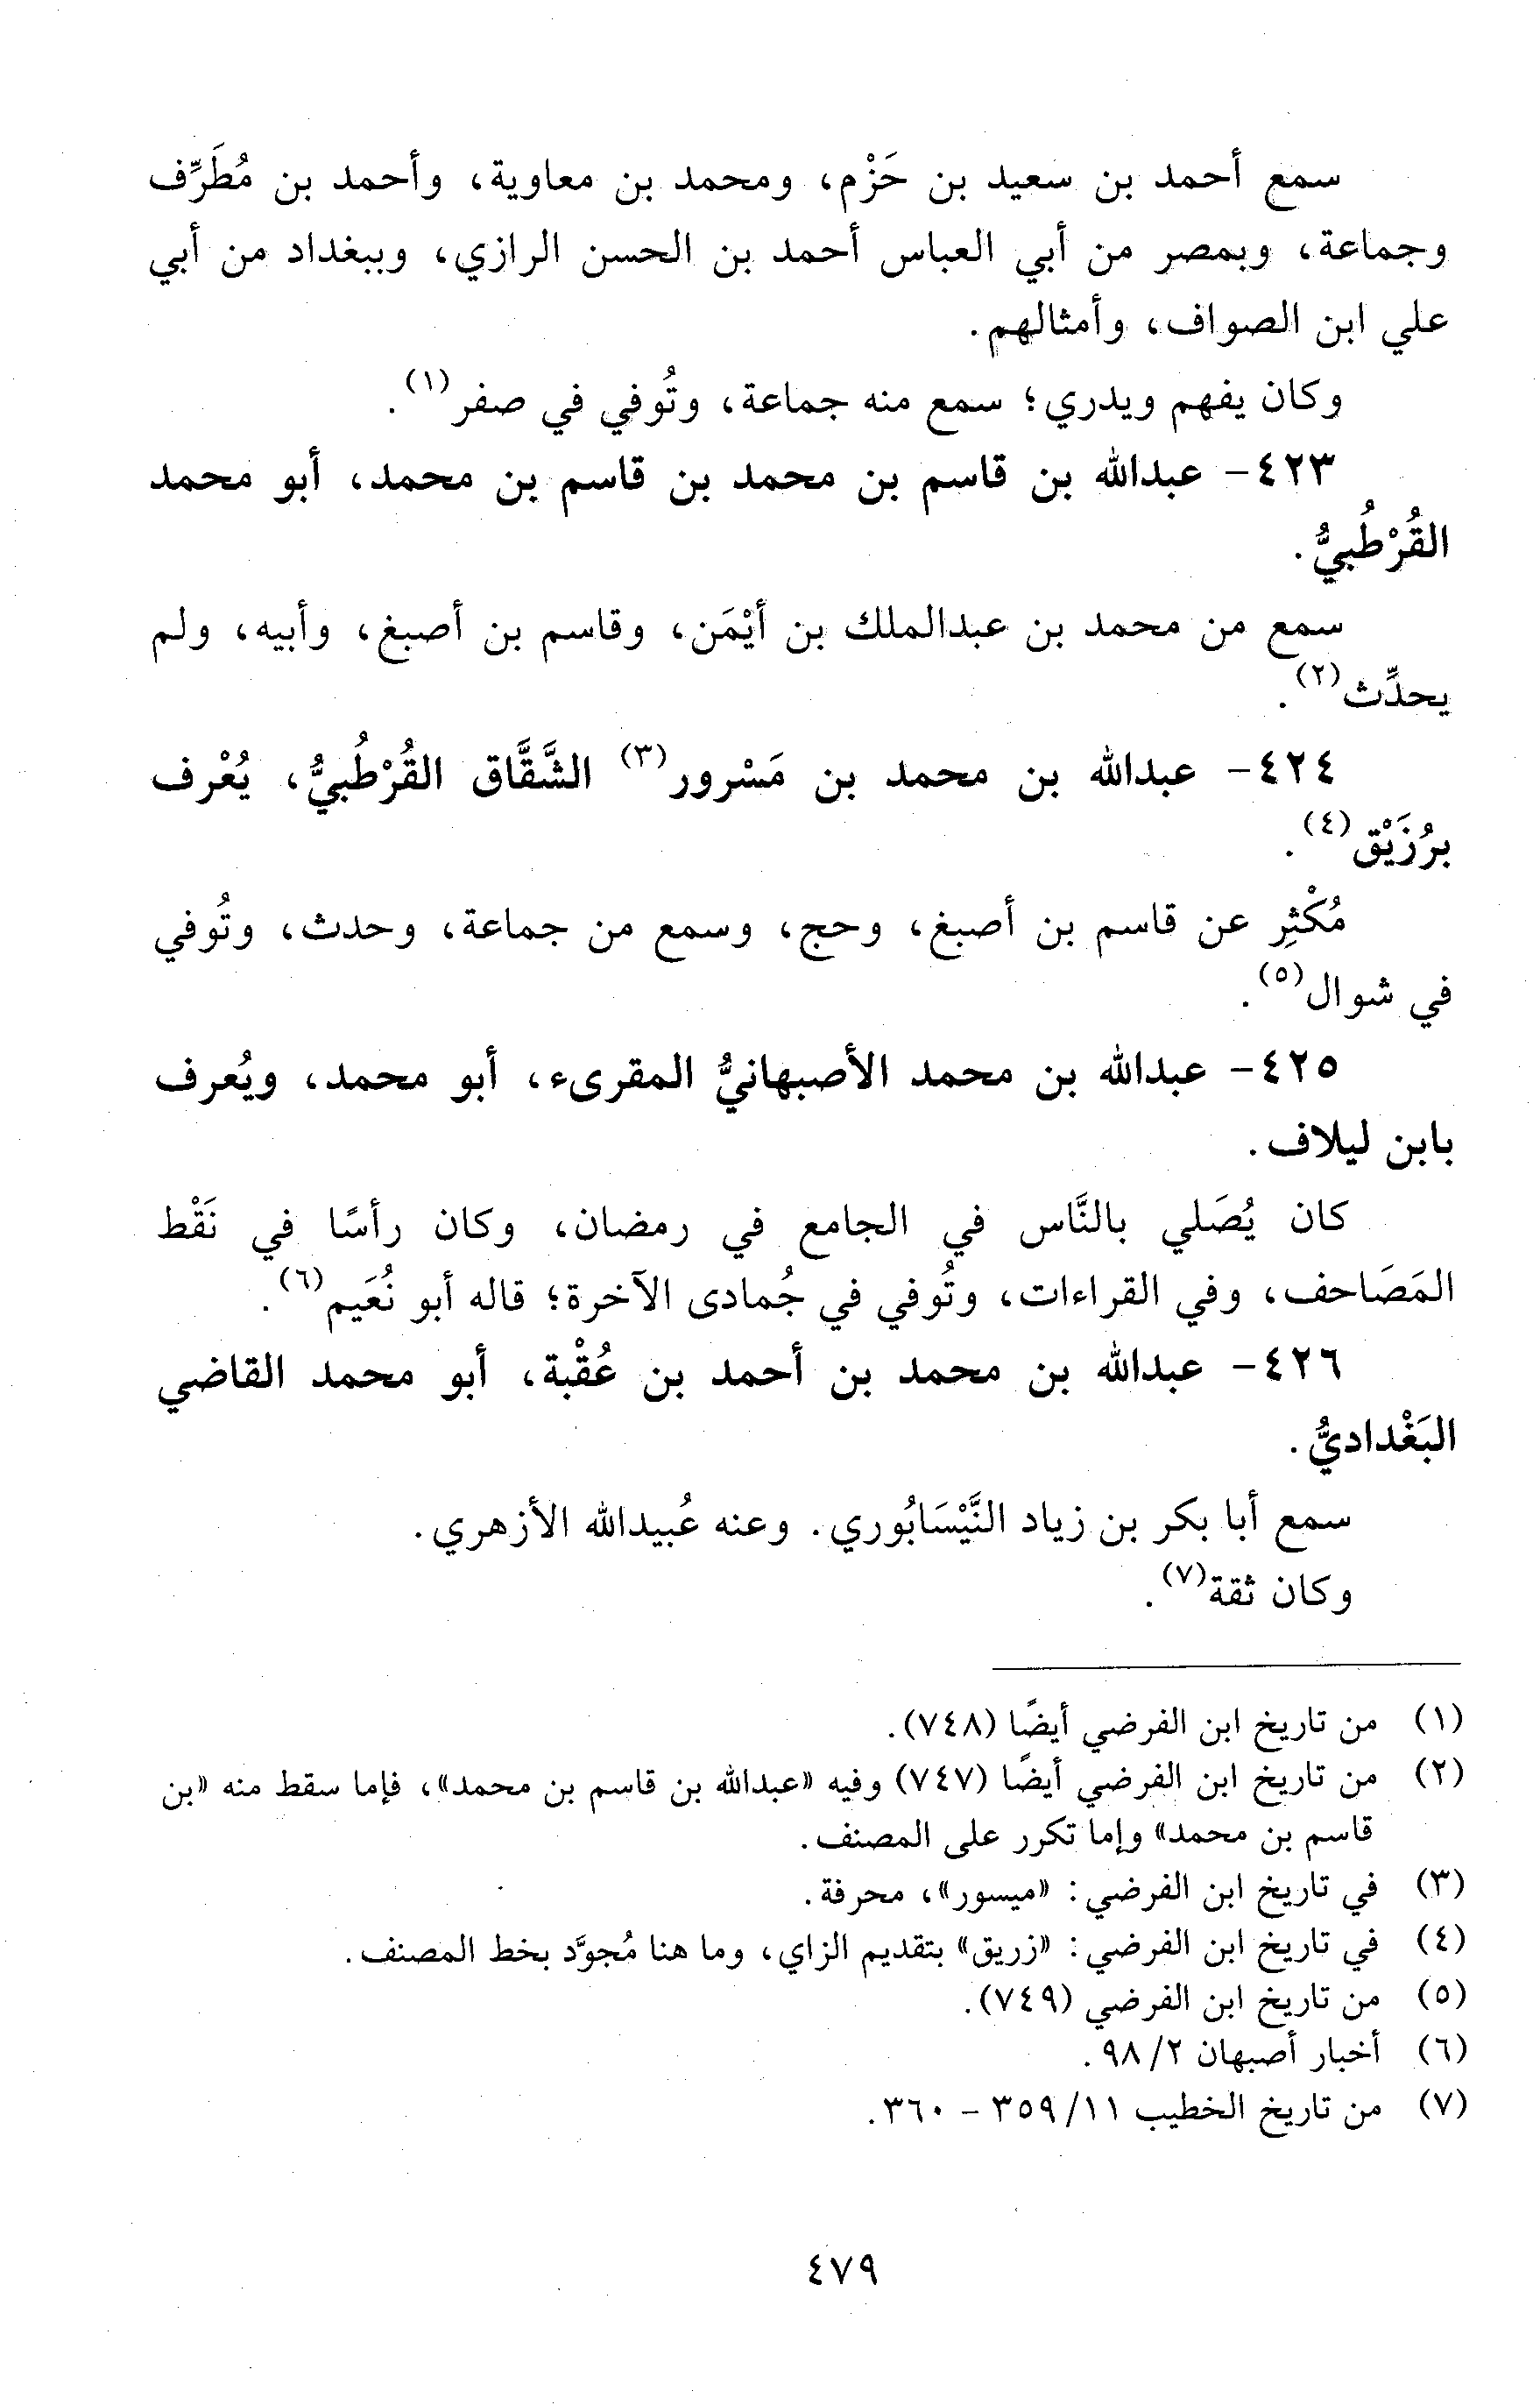 سمع أحمد بن سعيد بن حَزْم، ومحمد بن معاوية، وأحمد بن مُطَرِّف
وجماعة، وبمصر من أبي العباس أحمد بن الحسن الرازي، وببغداد من أبي
علي ابن الصواف، وأمثالهم.
وكان يفهم ويدري؛ سمع منه جماعة، وتُوفي في صفر(١).
٤٢٣- عبدالله بن قاسم بن محمد بن قاسم بن محمد، أبو محمد
القُرْطُبيُّ.
سمع من محمد بن عبدالملك بن أيْمَن، وقاسم بن أصبغ، وأبيه، ولم
يحدِّث(٢).
٤٢٤- عبدالله بن محمد بن مَسْرور(٣) الشَّقَّاق القُرْطُبيُّ، يُعْرف
برُزَيْق(٤).
مُكْثِر عن قاسم بن أصبغ، وحج، وسمع من جماعة، وحدث، وتُوفي
في شوال(٥).
٤٢٥- عبدالله بن محمد الأصبهانيُّ المقرىء، أبو محمد، ويُعرف
بابن ليلاف.
كان يُصَلي بالنَّاس في الجامع في رمضان، وكان رأسًا في نَقْط
المَصَاحف، وفي القراءات، وتُوفي في جُمادى الآخرة؛ قاله أبو نُعَيم(٦).
٤٢٦- عبدالله بن محمد بن أحمد بن عُقْبة، أبو محمد القاضي
البَغْداديُّ.
سمع أبا بكر بن زياد النَّيْسَابُوري. وعنه عُبيدالله الأزهري.
وكان ثقة(٧).
(١) من تاريخ ابن الفرضي أيضًا (٧٤٨).
(٢) من تاريخ ابن الفرضي أيضًا (٧٤٧) وفيه «عبدالله بن قاسم بن محمد»، فإما سقط منه «بن
قاسم بن محمد» وإما تكرر على المصنف.
(٣) في تاريخ ابن الفرضي: «ميسور»، محرفة.
(٤) في تاريخ ابن الفرضي: «زريق» بتقديم الزاي، وما هنا مُجوَّد بخط المصنف.
(٥) من تاريخ ابن الفرضي (٧٤٩).
(٦) أخبار أصبهان ٢/ ٩٨.
(٧) من تاريخ الخطيب ١١/ ٣٥٩ - ٣٦٠.
٤٧٩